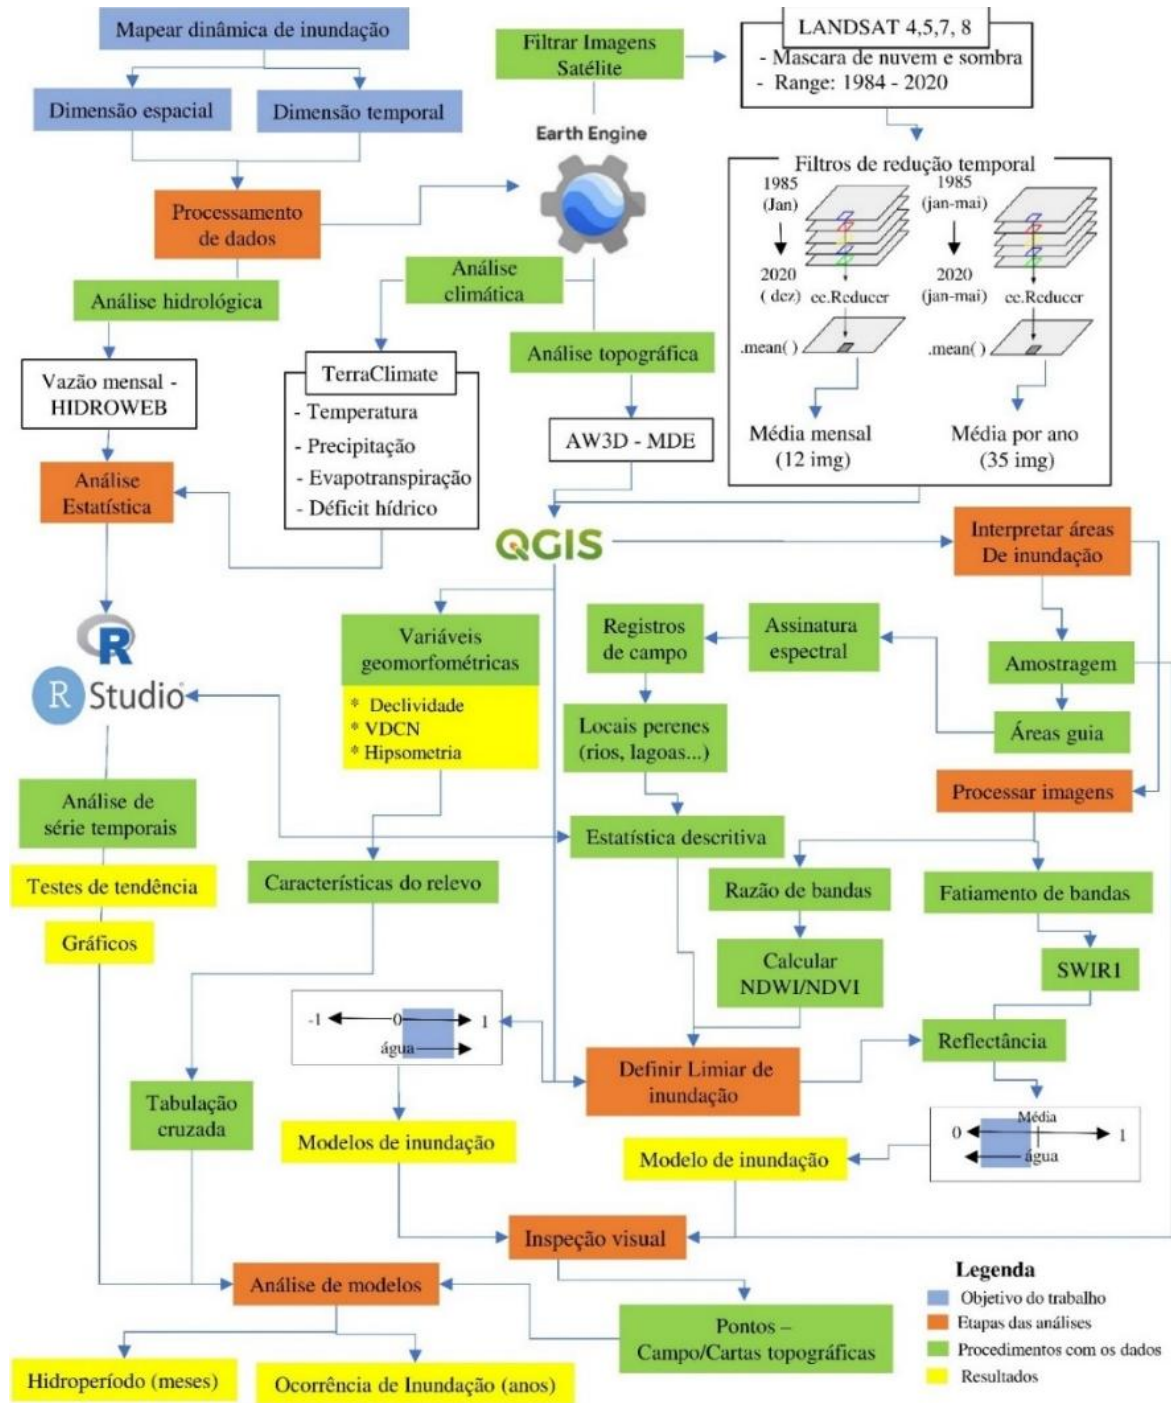 Mapear dinâmica de inundação
Dimensão espacial
Dimensão temporal
Processamento
de dados
Filtrar Imagens
Satélite
LANDSAT 4,5,7, 8
- Mascara de nuvem e sombra
- Range: 1984 - 2020
Earth Engine
Filtros de redução temporal
1985
(Jan)
2020
( dez)
ee.Reducer
.mean( )
Média mensal
(12 img)
1985
(jan-mai)
2020
(jan-mai)
ee.Reducer
.mean( )
Média por ano
(35 img)
Análise hidrológica
Análise
climática
Análise topográfica
Vazão mensal -
HIDROWEB
TerraClimate
- Temperatura
- Precipitação
- Evapotranspiração
- Déficit hídrico
AW3D - MDE
Análise
Estatística
QGIS
Interpretar áreas
De inundação
R
R Studio
Variáveis
geomorfométricas
* Declividade
* VDCN
* Hipsometria
Registros
de campo
Assinatura
espectral
Amostragem
Áreas guia
Locais perenes
(rios, lagoas...)
Processar imagens
Análise de
série temporais
Testes de tendência
Gráficos
Características do relevo
Estatística descritiva
Razão de bandas
Fatiamento de bandas
Calcular
NDWI/NDVI
SWIR1
-1 0 1
água
Definir Limiar de
inundação
Reflectância
Tabulação
cruzada
Modelos de inundação
Modelo de inundação
Média
0 1
água
Inspeção visual
Análise de modelos
Pontos –
Campo/Cartas topográficas
Hidroperíodo (meses)
Ocorrência de Inundação (anos)
Legenda
Objetivo do trabalho
Etapas das análises
Procedimentos com os dados
Resultados